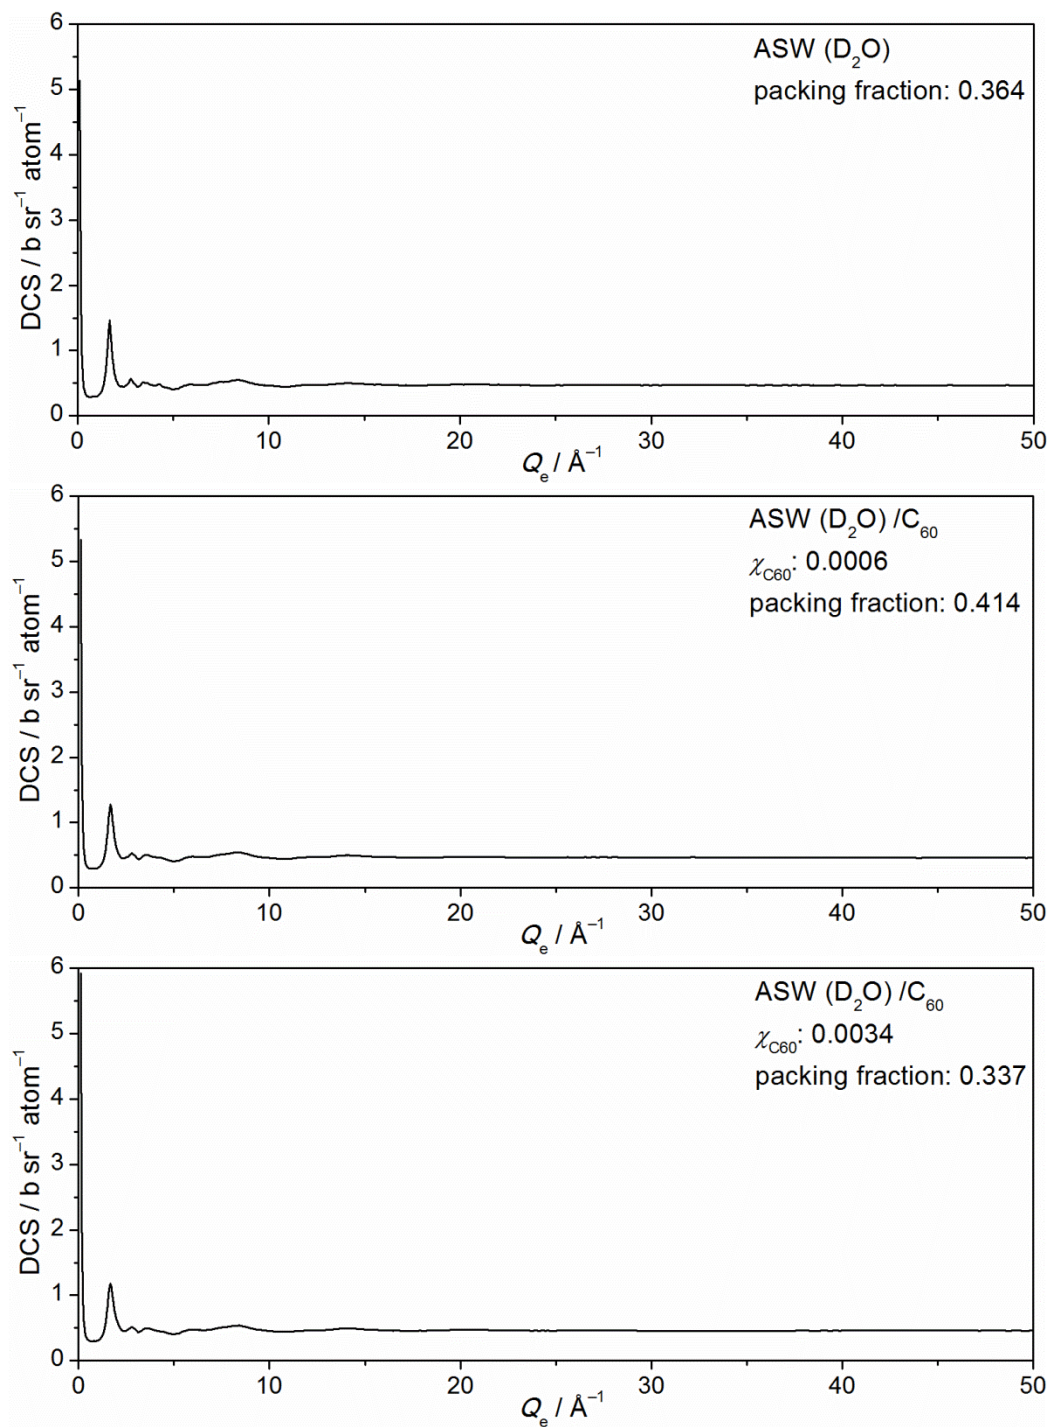 6
5
4
3
2
1
0
DCS / b sr⁻¹ atom⁻¹
ASW (D₂O)
packing fraction: 0.364
0 10 20 30 40 50
Qₑ / Å⁻¹
6
5
4
3
2
1
0
DCS / b sr⁻¹ atom⁻¹
ASW (D₂O) /C₆₀
χC60: 0.0006
packing fraction: 0.414
0 10 20 30 40 50
Qₑ / Å⁻¹
6
5
4
3
2
1
0
DCS / b sr⁻¹ atom⁻¹
ASW (D₂O) /C₆₀
χC60: 0.0034
packing fraction: 0.337
0 10 20 30 40 50
Qₑ / Å⁻¹